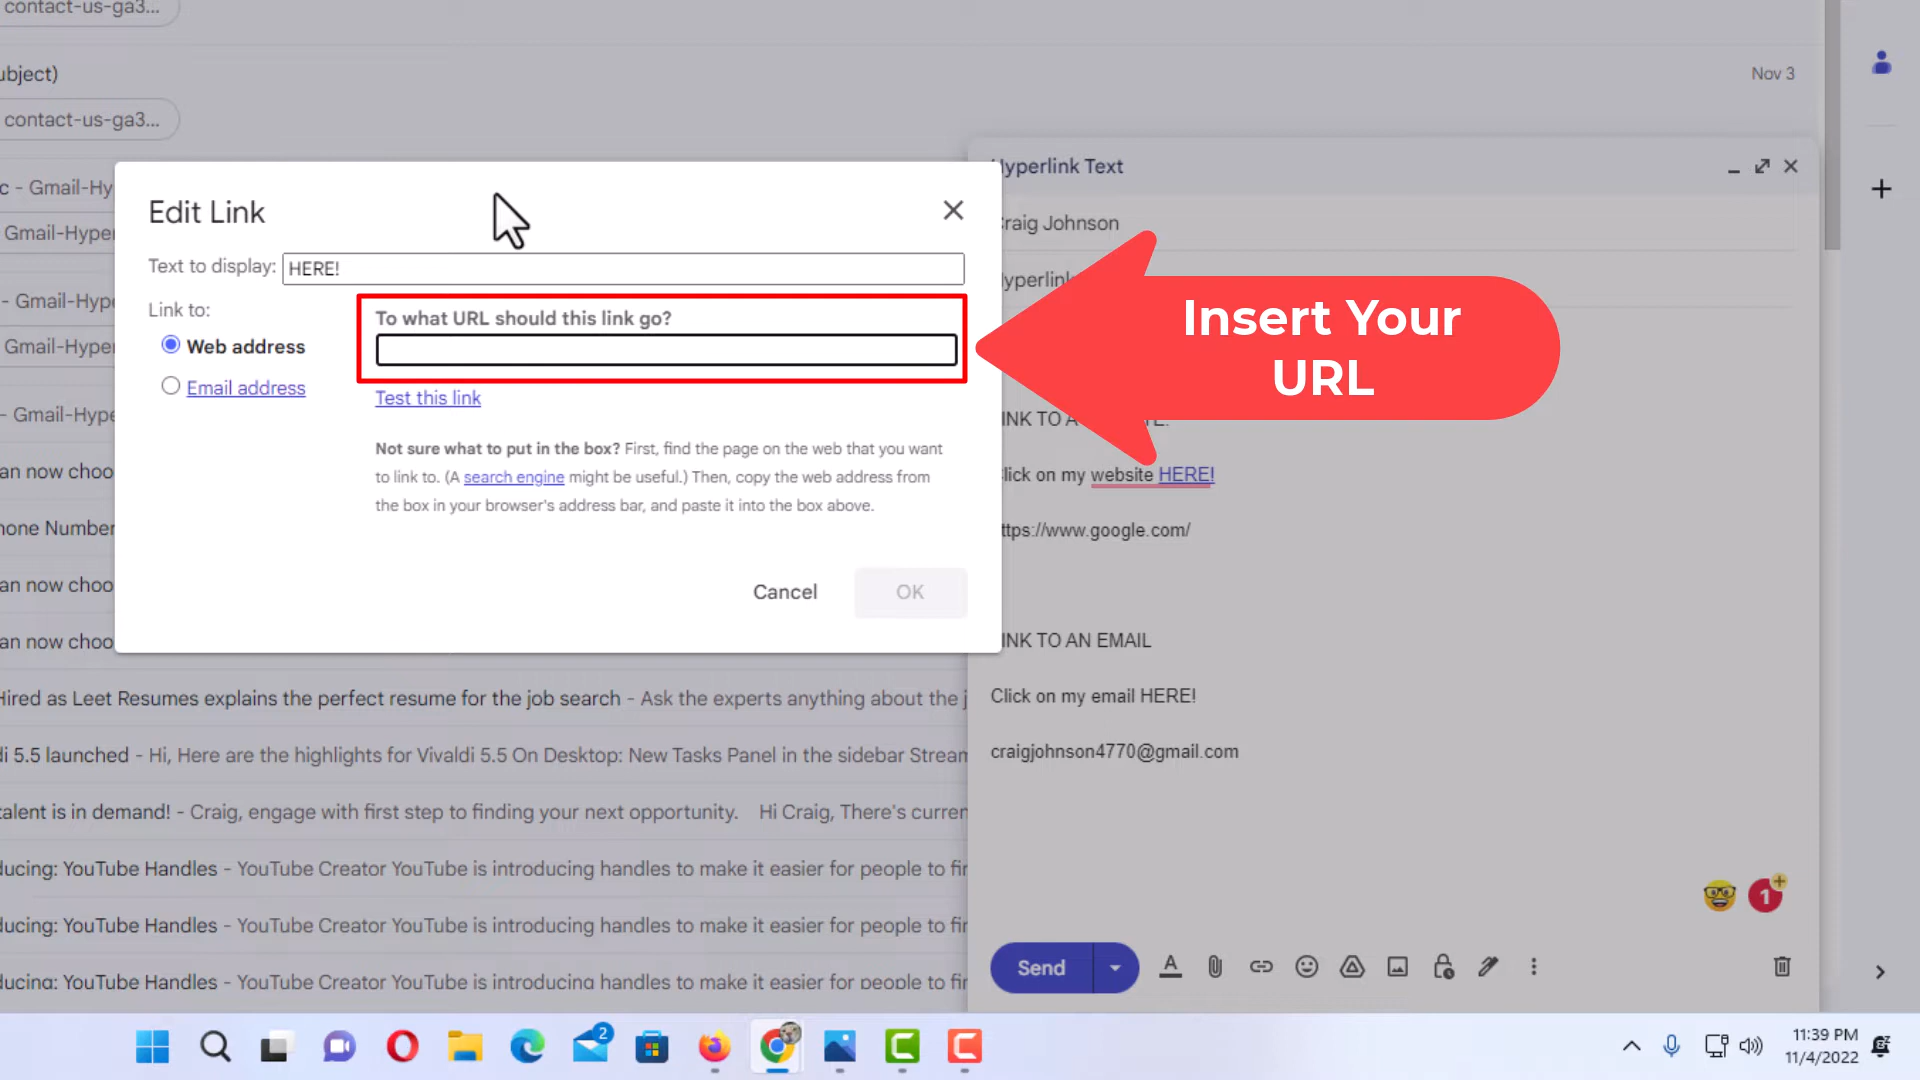 contact-us-ga3...
ubject)
Nov 3
contact-us-ga3...
c - Gmail-Hy
Gmail-Hyper
- Gmail-Hype
Gmail-Hyper
- Gmail-Hype
an now choo
hone Number
an now choo
an now choo
Hired as Leet Resumes explains the perfect resume for the job search - Ask the experts anything about the j
di 5.5 launched - Hi, Here are the highlights for Vivaldi 5.5 On Desktop: New Tasks Panel in the sidebar Stream
talent is in demand! - Craig, engage with first step to finding your next opportunity. Hi Craig, There's curren
ducing: YouTube Handles - YouTube Creator YouTube is introducing handles to make it easier for people to fi
ducing: YouTube Handles - YouTube Creator YouTube is introducing handles to make it easier for people to fi
ducing: YouTube Handles - YouTube Creator YouTube is introducing handles to make it easier for people to fi
Edit Link
Text to display: HERE!
Link to:
Web address
Email address
To what URL should this link go?
Test this link
Not sure what to put in the box? First, find the page on the web that you want
to link to. (A search engine might be useful.) Then, copy the web address from
the box in your browser's address bar, and paste it into the box above.
Cancel
OK
Insert Your
URL
Hyperlink Text
Craig Johnson
Hyperlink
INK TO A
TE:
lick on my website HERE!
ttps://www.google.com/
INK TO AN EMAIL
Click on my email HERE!
craigjohnson4770@gmail.com
1
Send
2
11:39 PM
11/4/2022